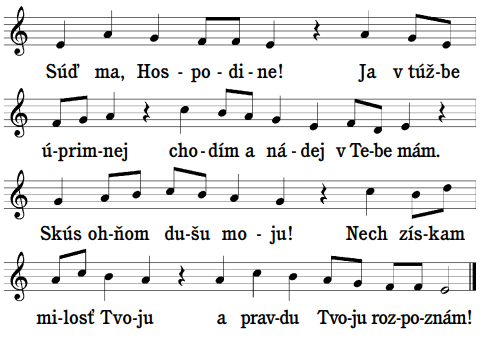 Súď ma, Hos - po - di - ne! Ja v túž-be
ú-prim-nej cho-dím a ná-dej v Te-be mám.
Skús oh-ňom du-šu mo - ju! Nech zís-kam
mi-losť Tvo-ju a prav-du Tvo-ju roz-po-znám!